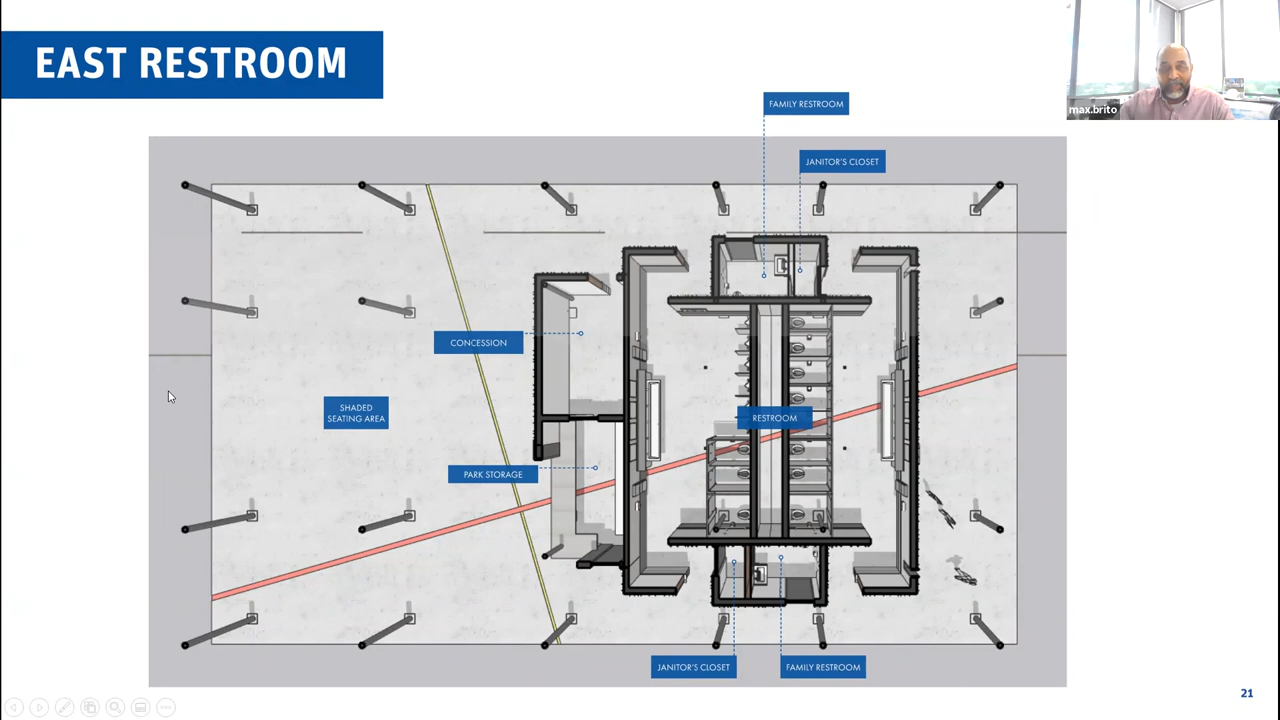 EAST RESTROOM
max.brito
FAMILY RESTROOM
JANITOR'S CLOSET
CONCESSION
SHADED
SEATING AREA
RESTROOM
PARK STORAGE
JANITOR'S CLOSET
FAMILY RESTROOM
21